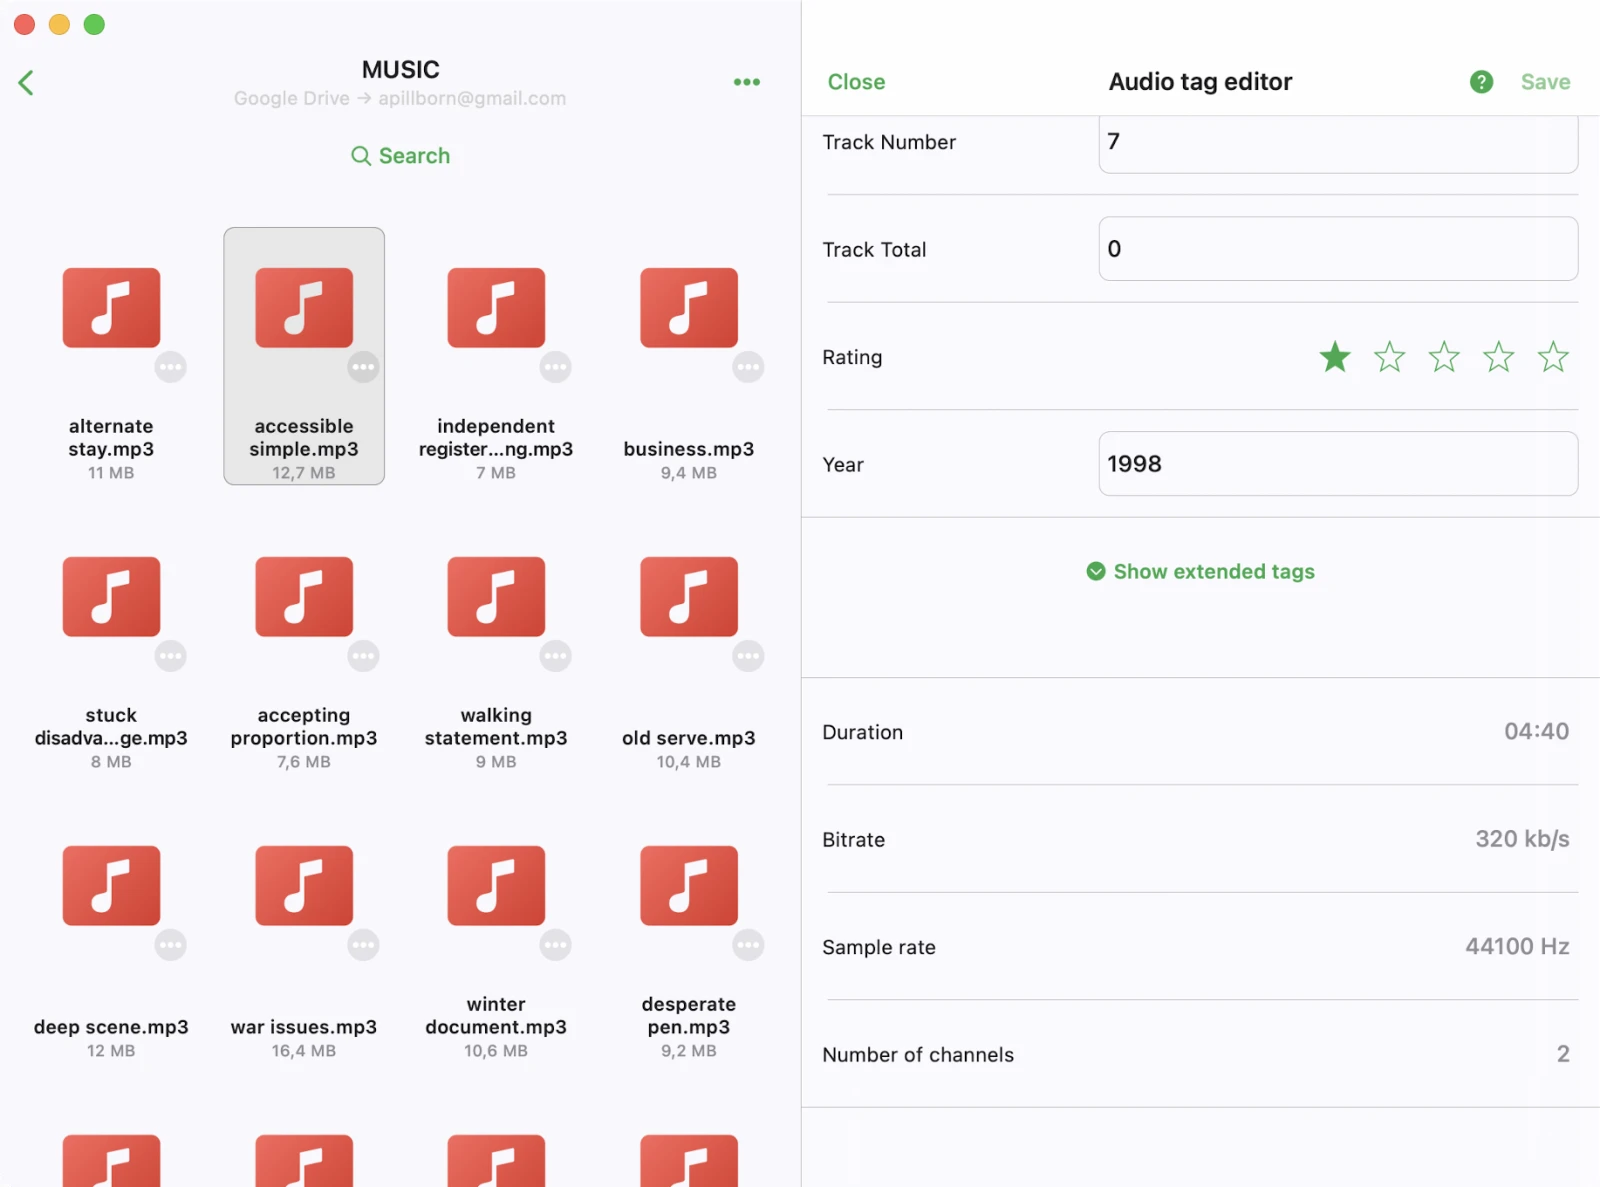 MUSIC
Google Drive → apillborn@gmail.com
Search
alternate
stay.mp3
11 MB
accessible
simple.mp3
12,7 MB
independent
register...ng.mp3
7 MB
business.mp3
9,4 MB
stuck
disadva...ge.mp3
8 MB
accepting
proportion.mp3
7,6 MB
walking
statement.mp3
9 MB
old serve.mp3
10,4 MB
deep scene.mp3
12 MB
war issues.mp3
16,4 MB
winter
document.mp3
10,6 MB
desperate
pen.mp3
9,2 MB
Close
Audio tag editor
?
Save
Track Number
7
Track Total
0
Rating
Year
1998
Show extended tags
Duration
04:40
Bitrate
320 kb/s
Sample rate
44100 Hz
Number of channels
2